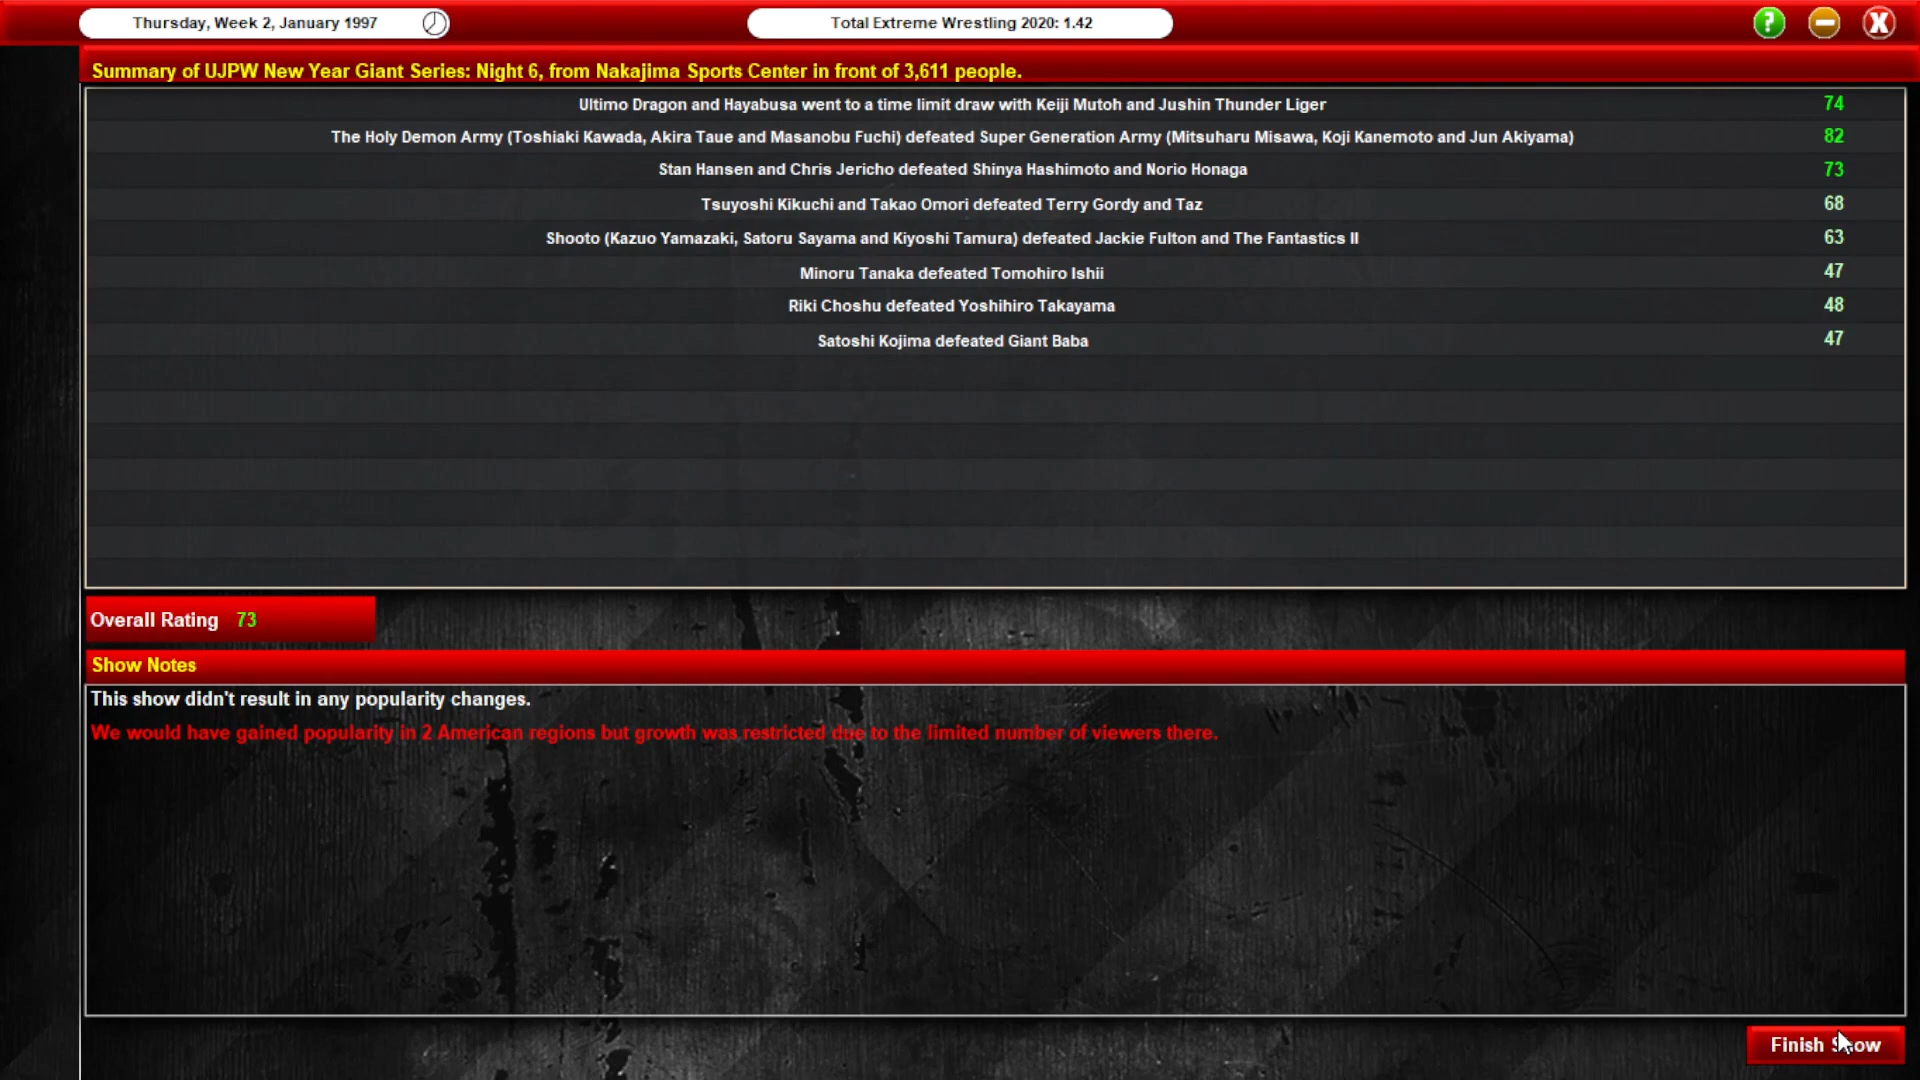 Thursday, Week 2, January 1997
Total Extreme Wrestling 2020: 1.42
Summary of UJPW New Year Giant Series: Night 6, from Nakajima Sports Center in front of 3,611 people.
Ultimo Dragon and Hayabusa went to a time limit draw with Keiji Mutoh and Jushin Thunder Liger 74
The Holy Demon Army (Toshiaki Kawada, Akira Taue and Masanobu Fuchi) defeated Super Generation Army (Mitsuharu Misawa, Koji Kanemoto and Jun Akiyama) 82
Stan Hansen and Chris Jericho defeated Shinya Hashimoto and Norio Honaga 73
Tsuyoshi Kikuchi and Takao Omori defeated Terry Gordy and Taz 68
Shooto (Kazuo Yamazaki, Satoru Sayama and Kiyoshi Tamura) defeated Jackie Fulton and The Fantastics II 63
Minoru Tanaka defeated Tomohiro Ishii 47
Riki Choshu defeated Yoshihiro Takayama 48
Satoshi Kojima defeated Giant Baba 47
Overall Rating 73
Show Notes
This show didn't result in any popularity changes.
We would have gained popularity in 2 American regions but growth was restricted due to the limited number of viewers there.
Finish Show